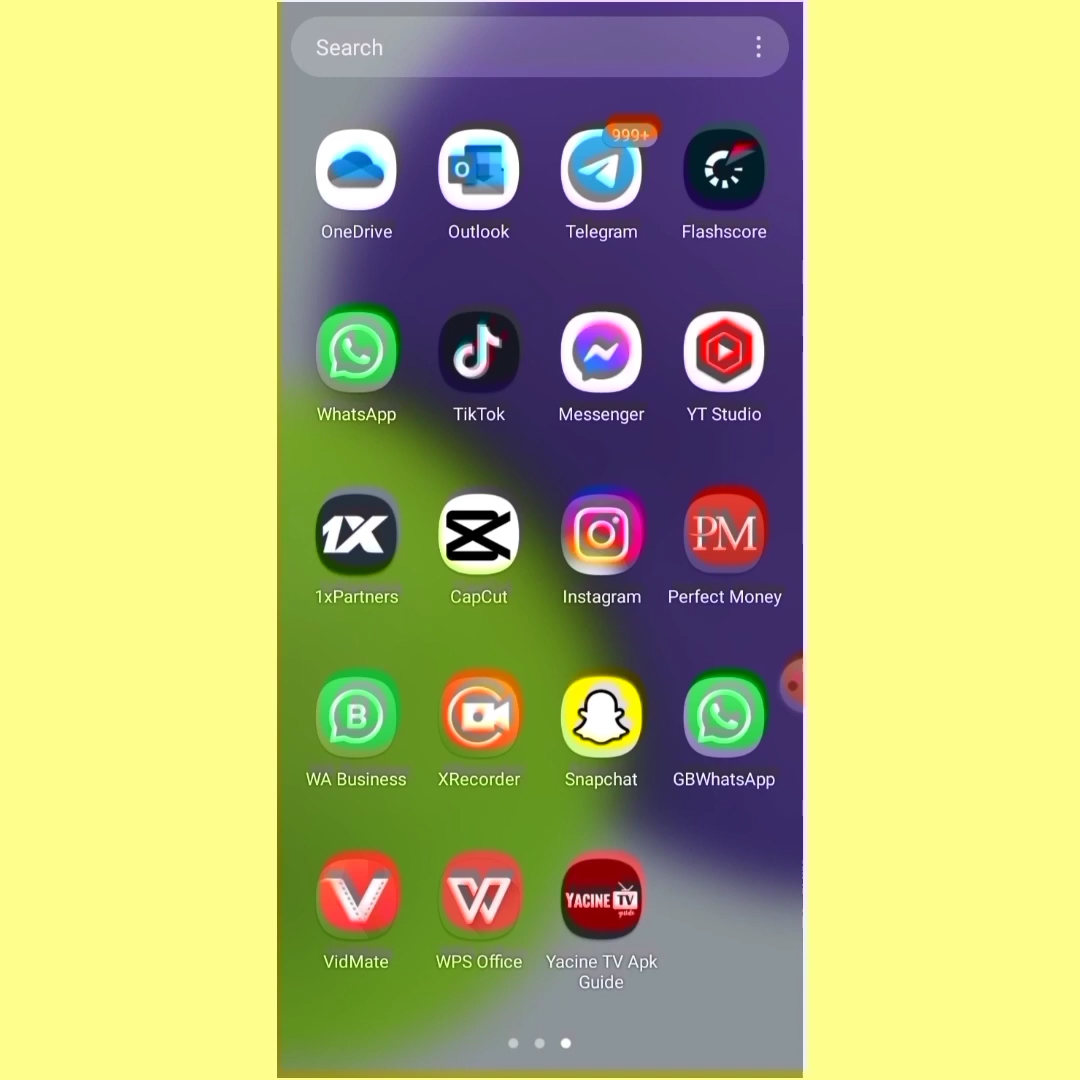 Search
999+
OneDrive
Outlook
Telegram
Flashscore
WhatsApp
TikTok
Messenger
YT Studio
1X
PM
1xPartners
CapCut
Instagram
Perfect Money
B
WA Business
XRecorder
Snapchat
GBWhatsApp
YACINE TV
guide
VidMate
WPS Office
Yacine TV Apk
Guide